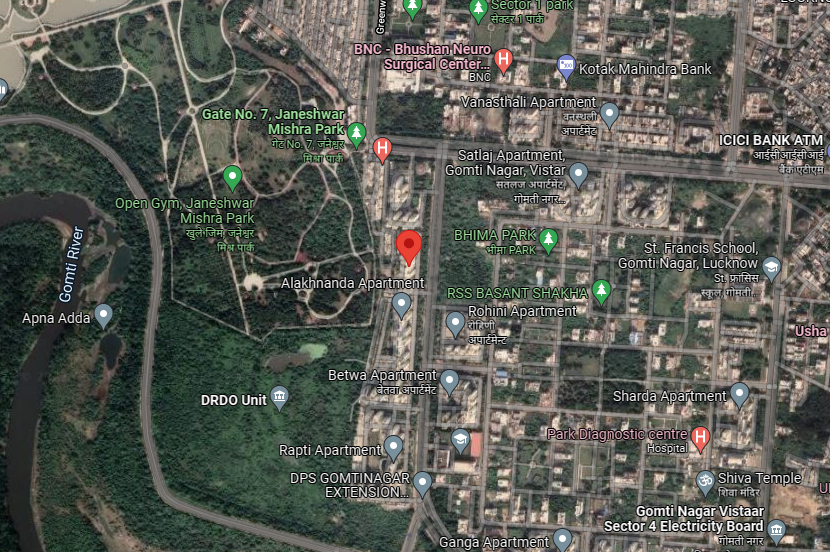 Sector 1 park
सेक्टर 1 पार्क
Greenw
BNC - Bhushan Neuro
Surgical Center...
BNC
Kotak Mahindra Bank
Vanasthali Apartment
वनस्थली
अपार्टमेंट
Gate No. 7, Janeshwar
Mishra Park
गेट No. 7, जनेश्वर
मिश्रा पार्क
ICICI BANK ATM
आईसीआईसीआई
बैंक एटीएम
Satlaj Apartment,
Gomti Nagar, Vistar
सतलज अपार्टमेंट,
गोमती नगर...
Open Gym, Janeshwar
Mishra Park
खुले जिम, जनेश्वर
मिश्र पार्क
Gomti River
BHIMA PARK
भीमा PARK
St. Francis School,
Gomti Nagar, Lucknow
St. फ्रांसिस
स्कूल, गोमती...
Alakhnanda Apartment
RSS BASANT SHAKHA
Apna Adda
Rohini Apartment
रोहिणी
अपार्टमेन्ट
Usha
Betwa Apartment
बेतवा अपार्टमेंट
DRDO Unit
Sharda Apartment
Park Diagnostic centre
Hospital
Rapti Apartment
DPS GOMTINAGAR
EXTENSION...
Shiva Temple
शिवा मंदिर
Gomti Nagar Vistaar
Sector 4 Electricity Board
गोमती नगर
Ganga Apartment